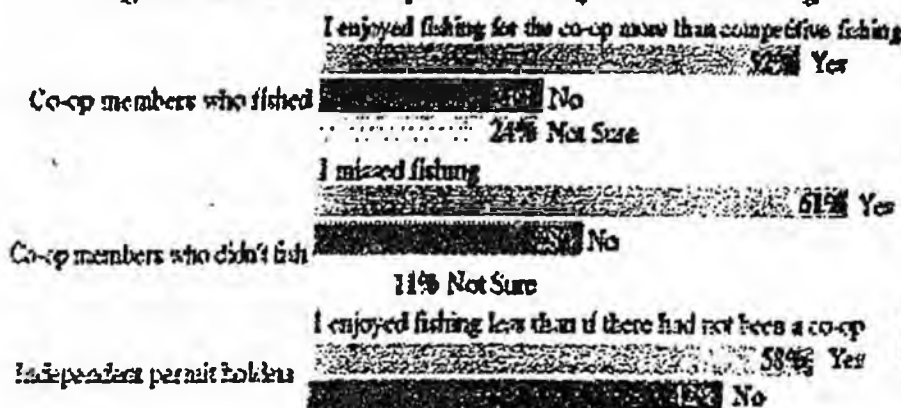 I enjoyed fishing for the co-op more than competitive fishing
52% Yes
Co-op members who fished
No
24% Not Sure
I missed fishing
61% Yes
No
Co-op members who didn't fish
11% Not Sure
I enjoyed fishing less than if there had not been a co-op
58% Yes
Independent permit holders
No